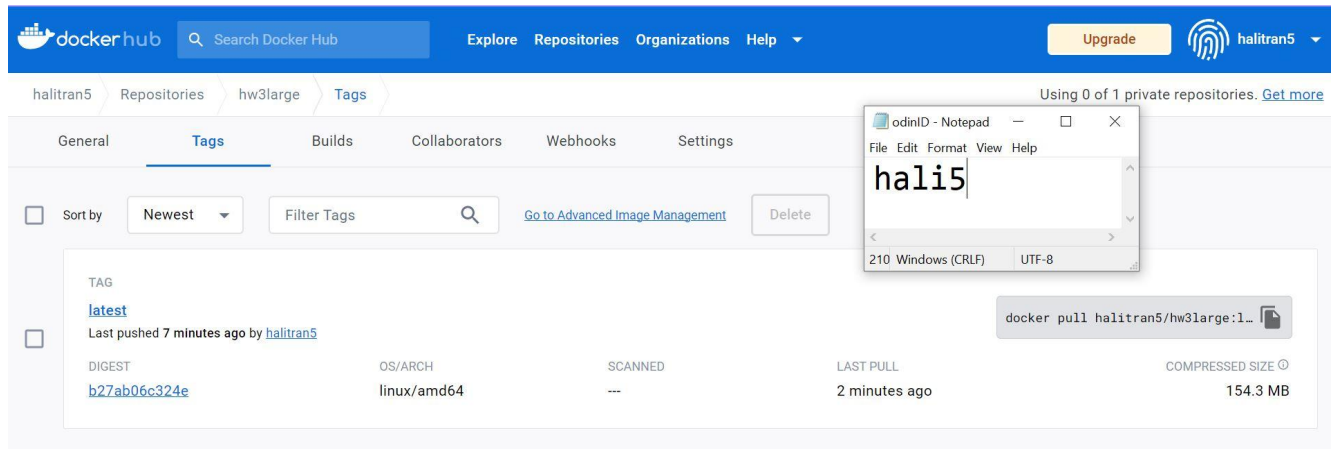 dockerhub Search Docker Hub Explore Repositories Organizations Help Upgrade halitran5
halitran5 Repositories hw3large Tags Using 0 of 1 private repositories. Get more
General Tags Builds Collaborators Webhooks Settings
odinID - Notepad
File Edit Format View Help
hali5
210 Windows (CRLF) UTF-8
Sort by Newest Filter Tags Go to Advanced Image Management Delete
TAG
latest
Last pushed 7 minutes ago by halitran5
docker pull halitran5/hw3large:l…
DIGEST OS/ARCH SCANNED LAST PULL COMPRESSED SIZE
b27ab06c324e linux/amd64 --- 2 minutes ago 154.3 MB